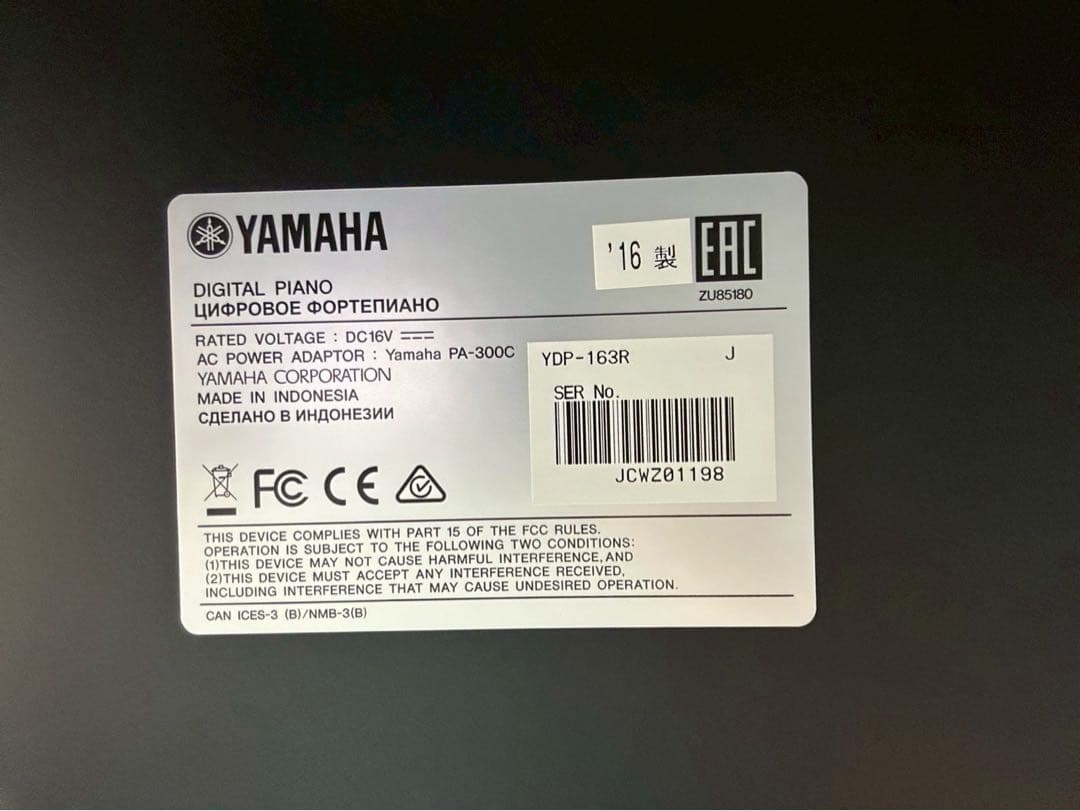 YAMAHA
'16 製
EAC
ZU85180
DIGITAL PIANO
ЦИФРОВОЕ ФОРТЕПИАНО
RATED VOLTAGE : DC16V
AC POWER ADAPTOR : Yamaha PA-300C
YAMAHA CORPORATION
MADE IN INDONESIA
СДЕЛАНО В ИНДОНЕЗИИ
YDP-163R J
SER No.
JCWZ01198
FC CE
THIS DEVICE COMPLIES WITH PART 15 OF THE FCC RULES.
OPERATION IS SUBJECT TO THE FOLLOWING TWO CONDITIONS:
(1)THIS DEVICE MAY NOT CAUSE HARMFUL INTERFERENCE,AND
(2)THIS DEVICE MUST ACCEPT ANY INTERFERENCE RECEIVED,
INCLUDING INTERFERENCE THAT MAY CAUSE UNDESIRED OPERATION.
CAN ICES-3 (B)/NMB-3(B)